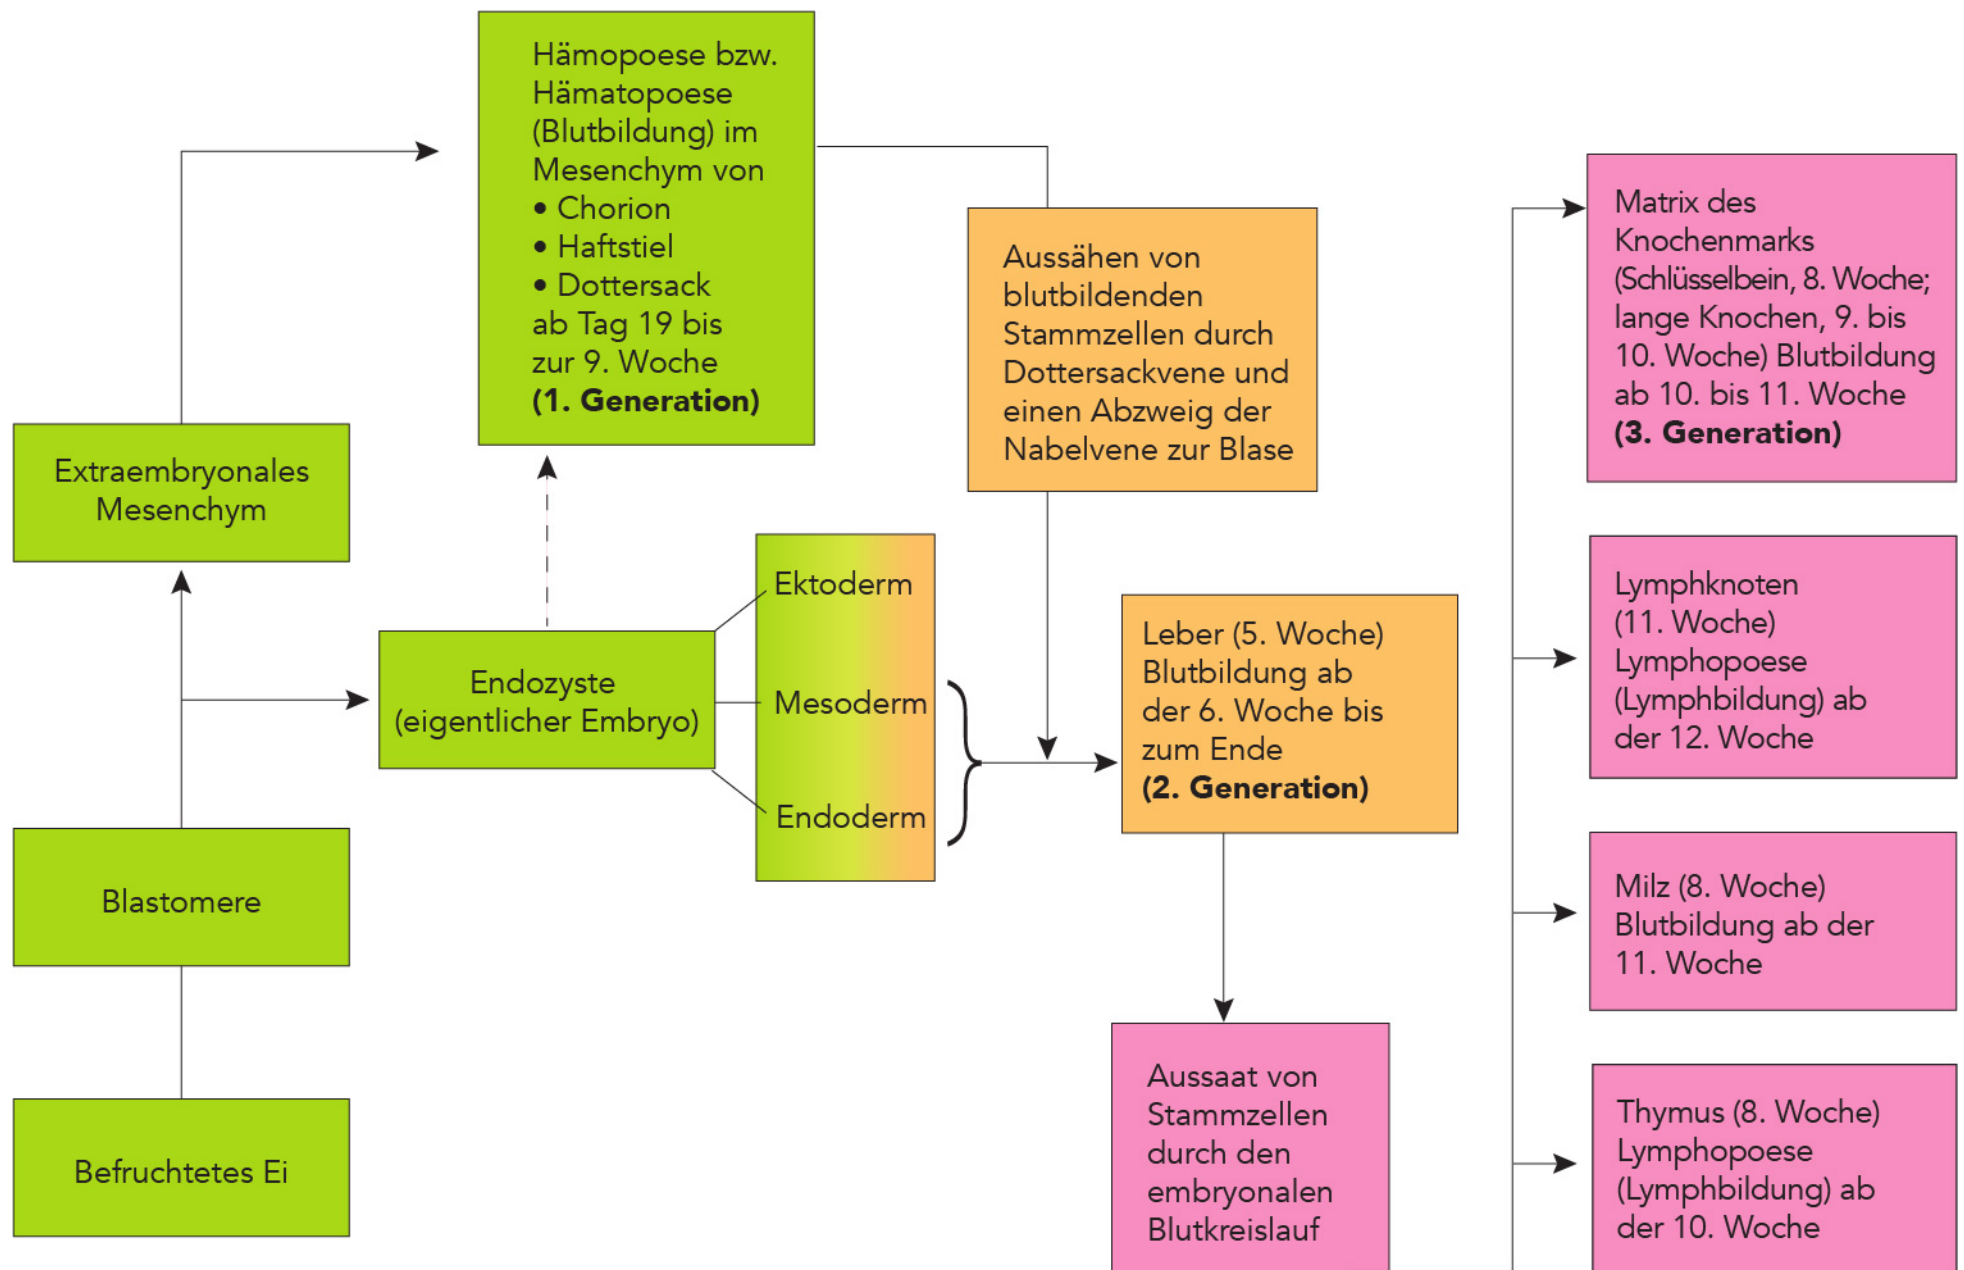 Hämopoese bzw.
Hämatopoese
(Blutbildung) im
Mesenchym von
• Chorion
• Haftstiel
• Dottersack
ab Tag 19 bis
zur 9. Woche
(1. Generation)
Extraembryonales
Mesenchym
Blastomere
Befruchtetes Ei
Endozyste
(eigentlicher Embryo)
Ektoderm
Mesoderm
Endoderm
Aussähen von
blutbildenden
Stammzellen durch
Dottersackvene und
einen Abzweig der
Nabelvene zur Blase
Leber (5. Woche)
Blutbildung ab
der 6. Woche bis
zum Ende
(2. Generation)
Aussaat von
Stammzellen
durch den
embryonalen
Blutkreislauf
Matrix des
Knochenmarks
(Schlüsselbein, 8. Woche;
lange Knochen, 9. bis
10. Woche) Blutbildung
ab 10. bis 11. Woche
(3. Generation)
Lymphknoten
(11. Woche)
Lymphopoese
(Lymphbildung) ab
der 12. Woche
Milz (8. Woche)
Blutbildung ab der
11. Woche
Thymus (8. Woche)
Lymphopoese
(Lymphbildung) ab
der 10. Woche